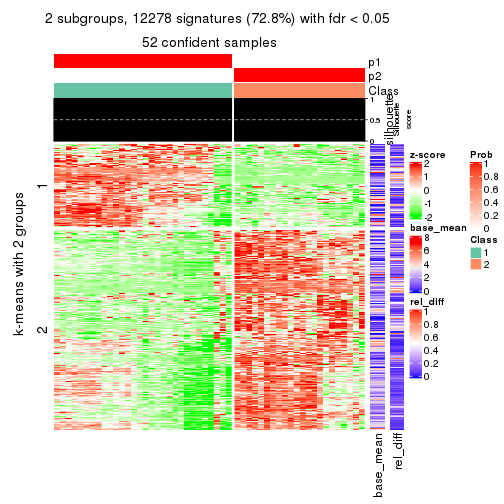 2 subgroups, 12278 signatures (72.8%) with fdr < 0.05
52 confident samples
p1
p2
Class
1
0.5
0
silhouette
Silhouette
score
k-means with 2 groups
1
2
base_mean
rel_diff
z-score
2
1
0
-1
-2
base_mean
8
6
4
2
0
rel_diff
1
0.8
0.6
0.4
0.2
0
Prob
1
0.8
0.6
0.4
0.2
0
Class
1
2